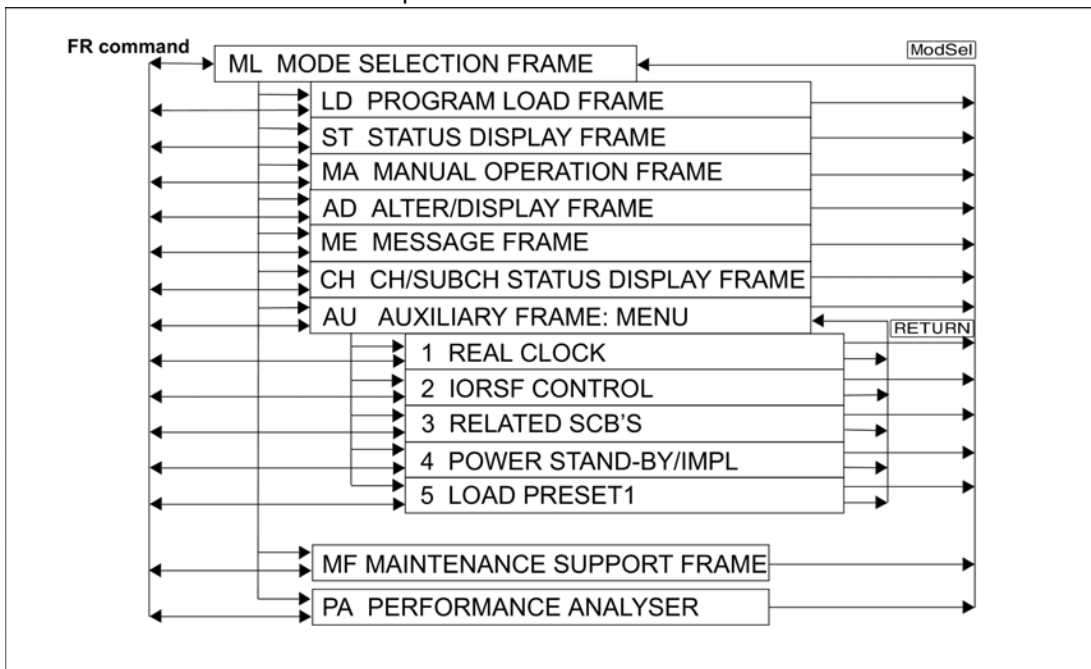 FR command
ModSel
ML MODE SELECTION FRAME
LD PROGRAM LOAD FRAME
ST STATUS DISPLAY FRAME
MA MANUAL OPERATION FRAME
AD ALTER/DISPLAY FRAME
ME MESSAGE FRAME
CH CH/SUBCH STATUS DISPLAY FRAME
AU AUXILIARY FRAME: MENU
RETURN
1 REAL CLOCK
2 IORSF CONTROL
3 RELATED SCB'S
4 POWER STAND-BY/IMPL
5 LOAD PRESET1
MF MAINTENANCE SUPPORT FRAME
PA PERFORMANCE ANALYSER